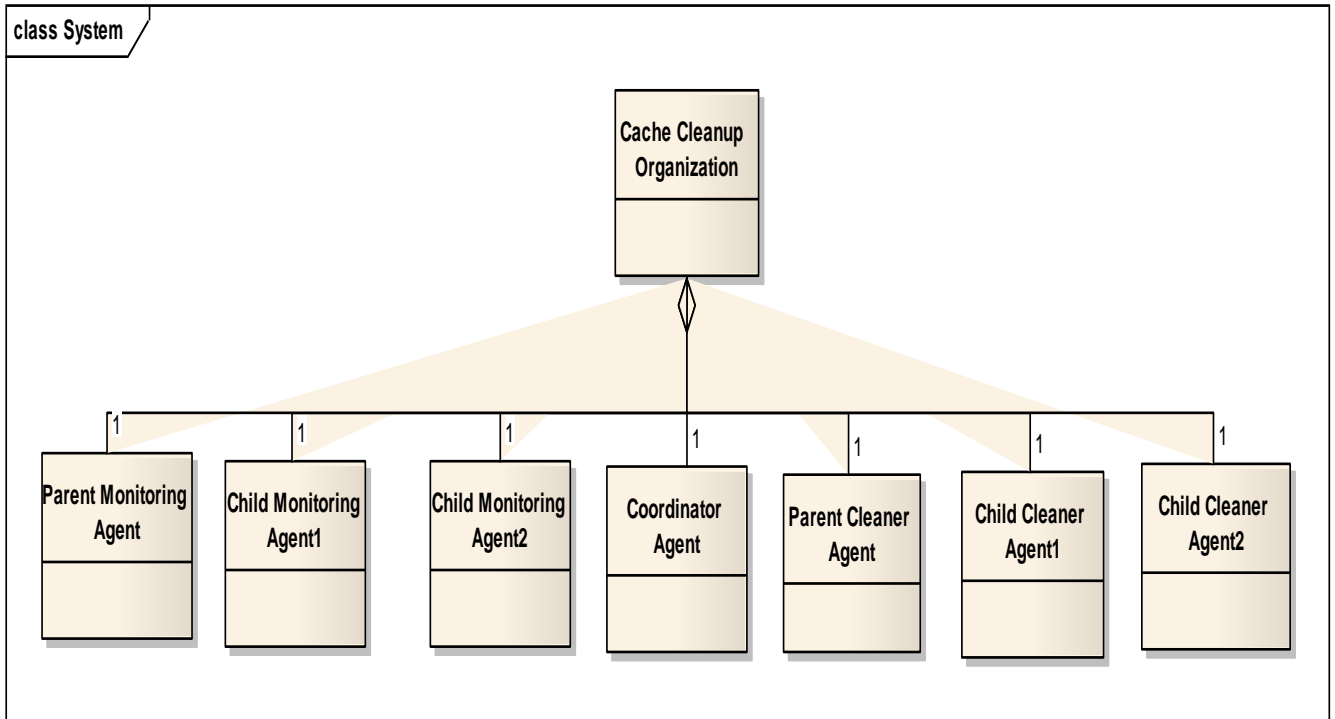 class System
Cache Cleanup
Organization
1
1
1
1
1
1
1
Parent Monitoring
Agent
Child Monitoring
Agent1
Child Monitoring
Agent2
Coordinator
Agent
Parent Cleaner
Agent
Child Cleaner
Agent1
Child Cleaner
Agent2